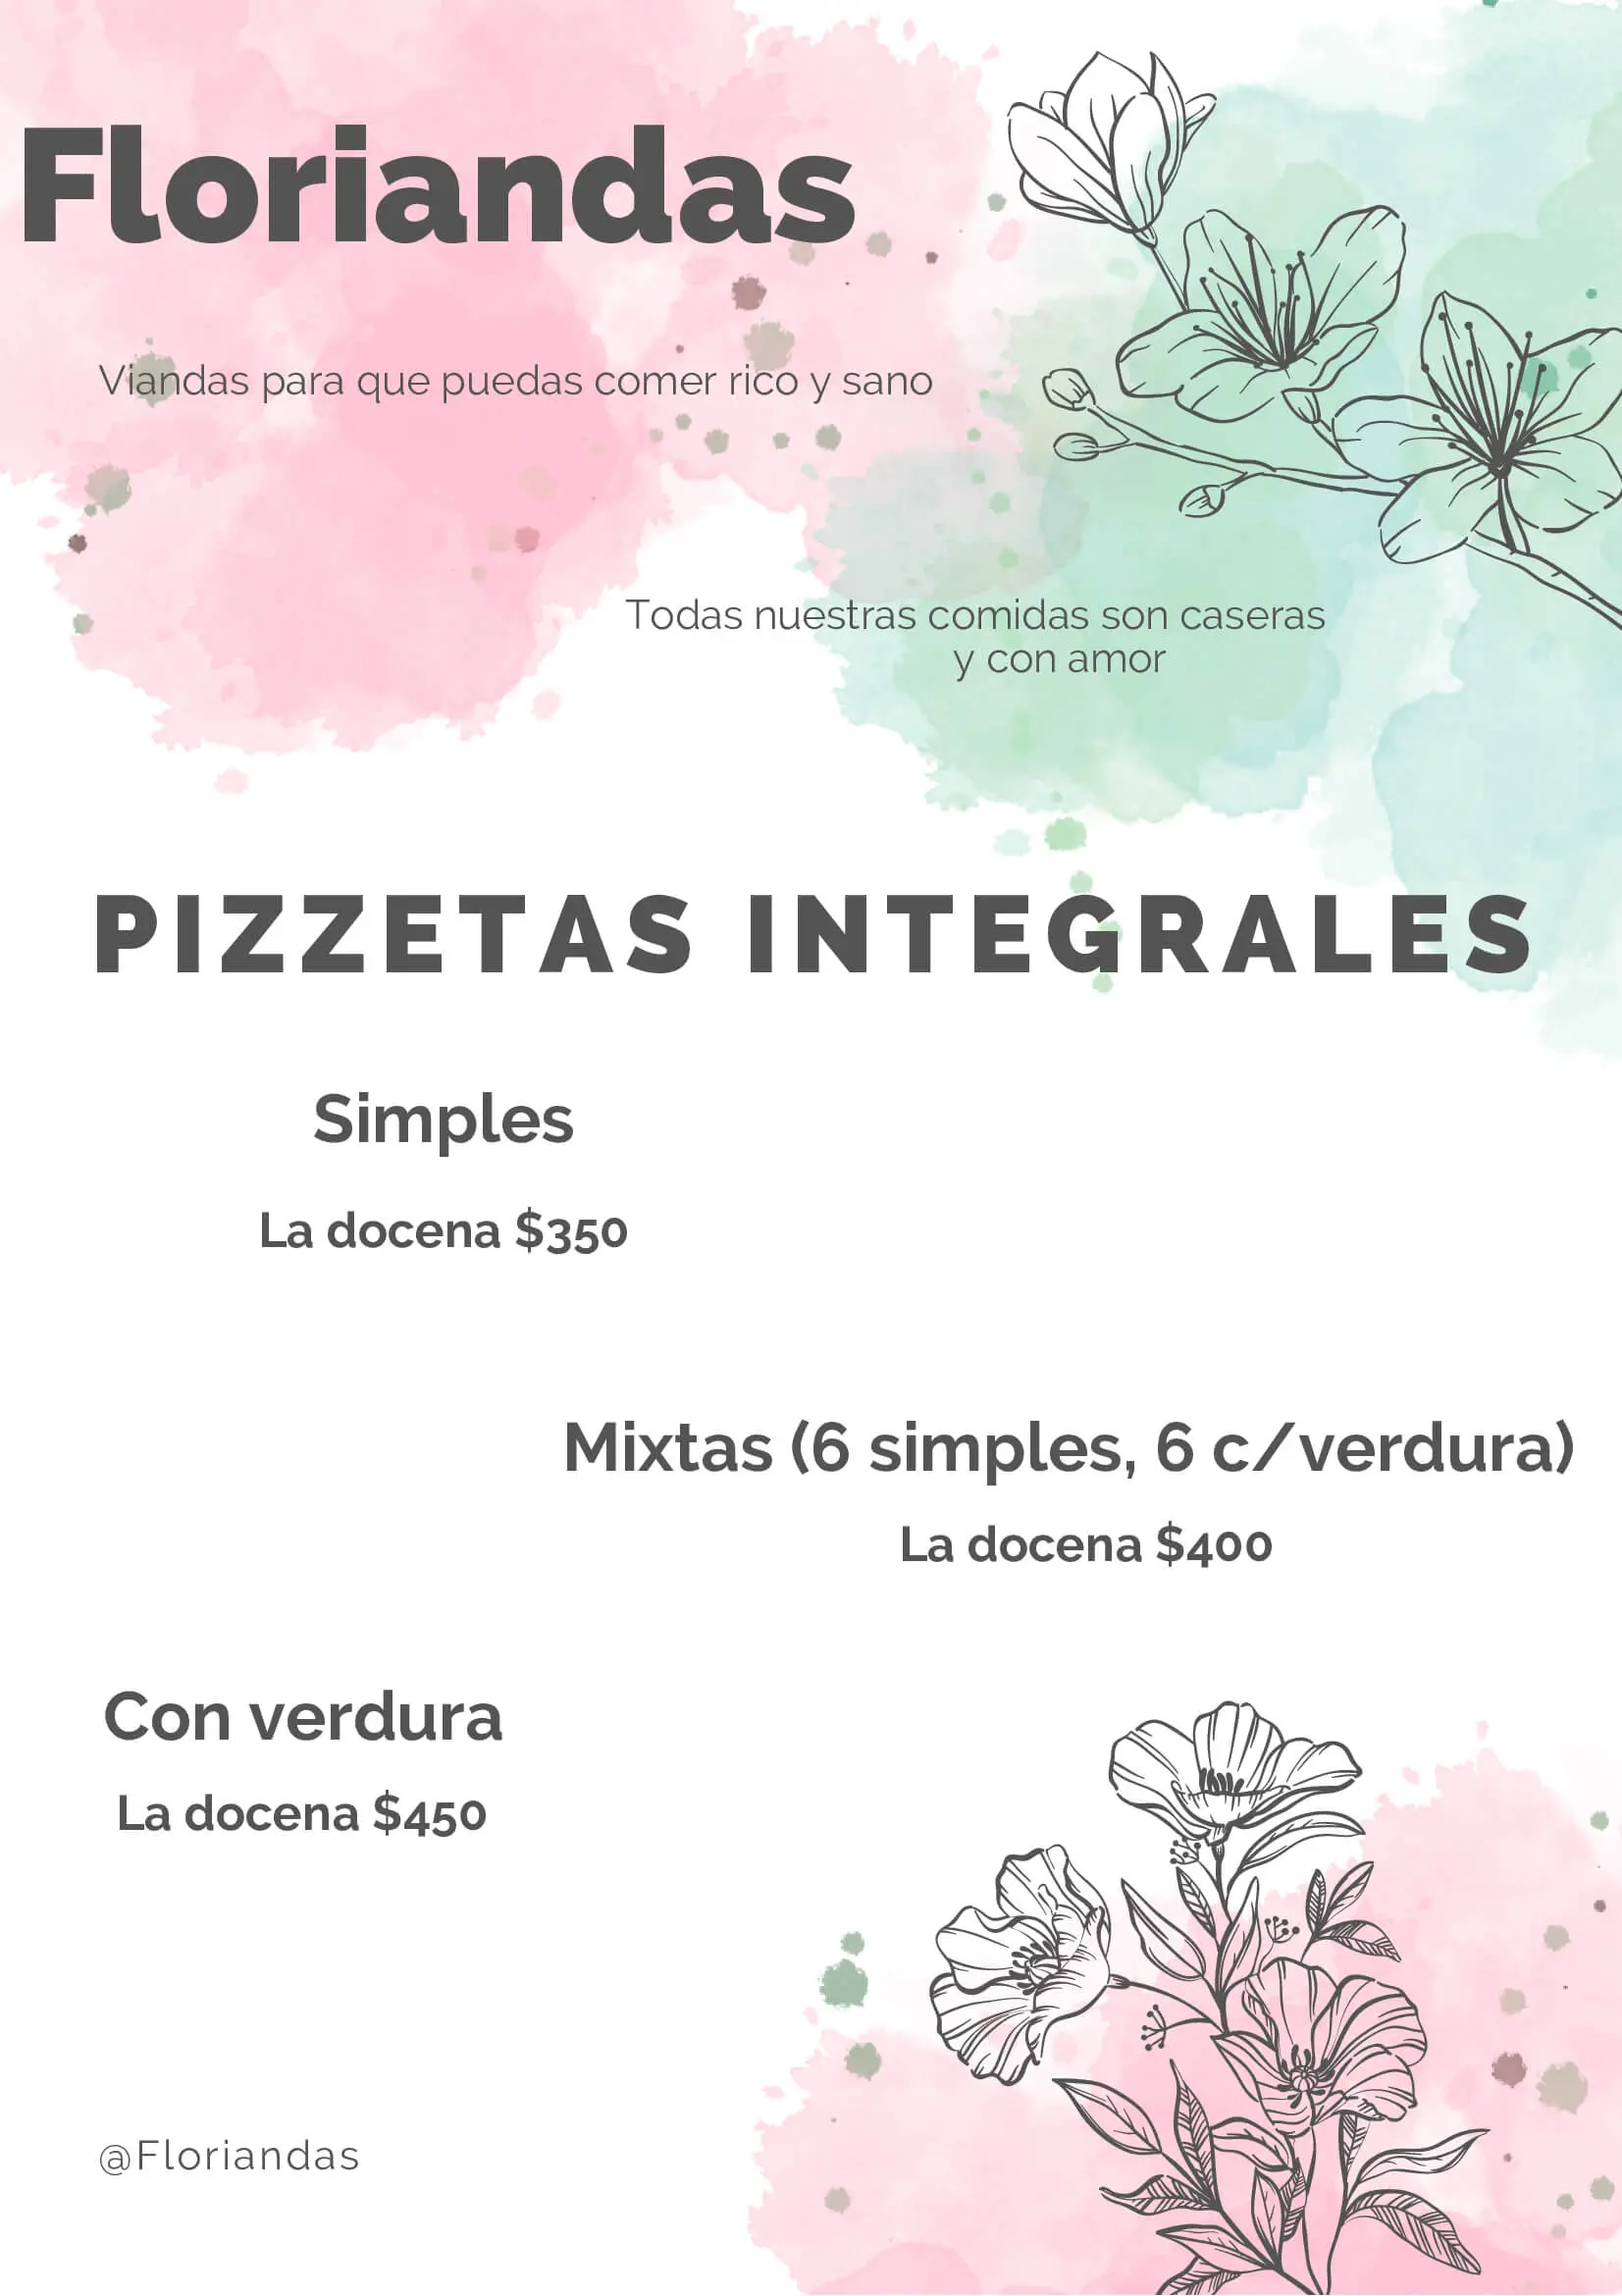 Floriandas
Viandas para que puedas comer rico y sano
Todas nuestras comidas son caseras
y con amor
PIZZETAS INTEGRALES
Simples
La docena $350
Mixtas (6 simples, 6 c/verdura)
La docena $400
Con verdura
La docena $450
@Floriandas